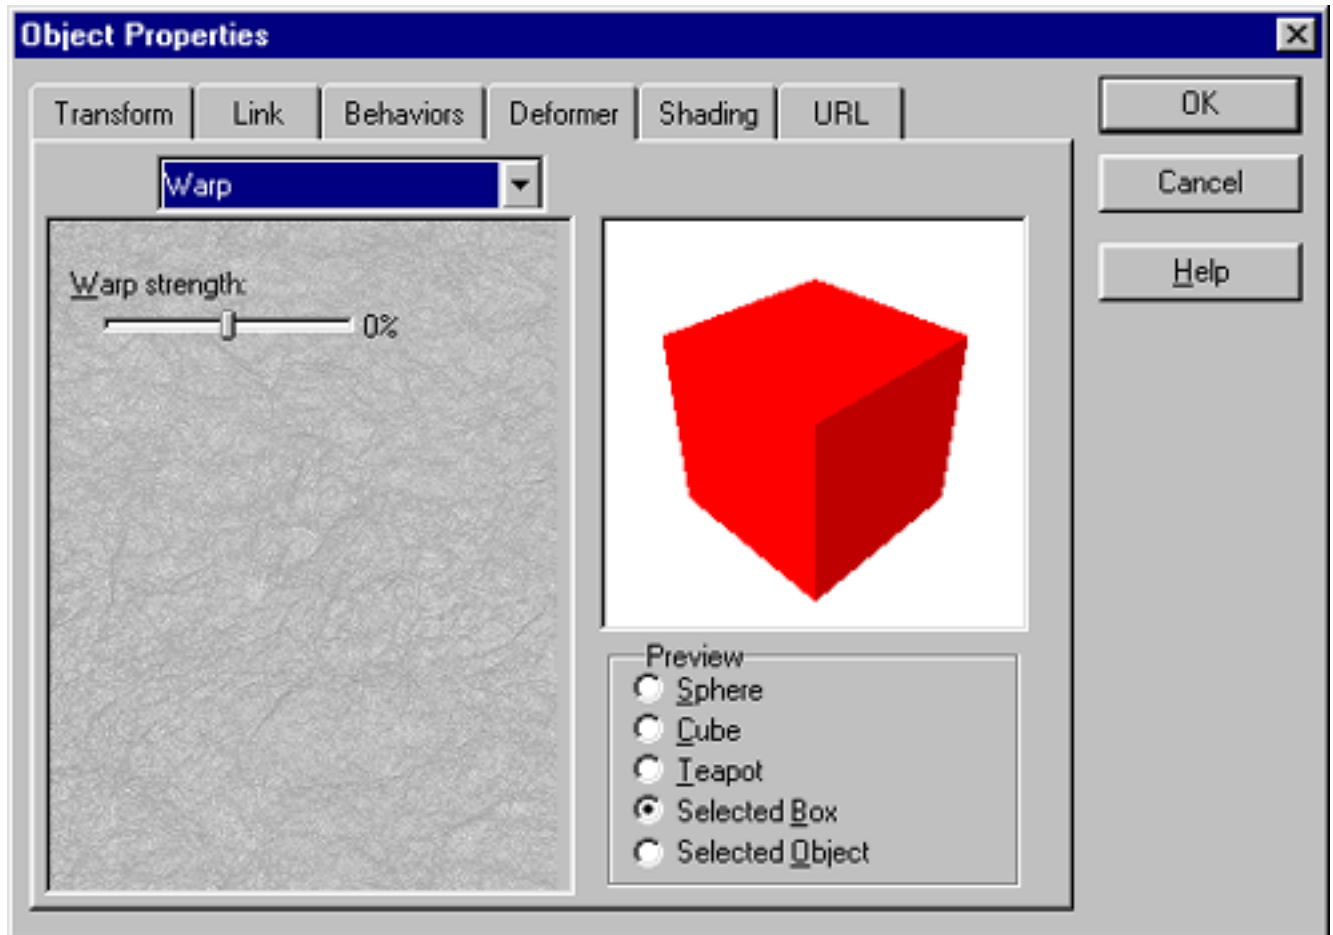 Object Properties
Transform Link Behaviors Deformer Shading URL
OK
Cancel
Help
Warp
Warp strength:
0%
Preview
Sphere
Cube
Teapot
Selected Box
Selected Object